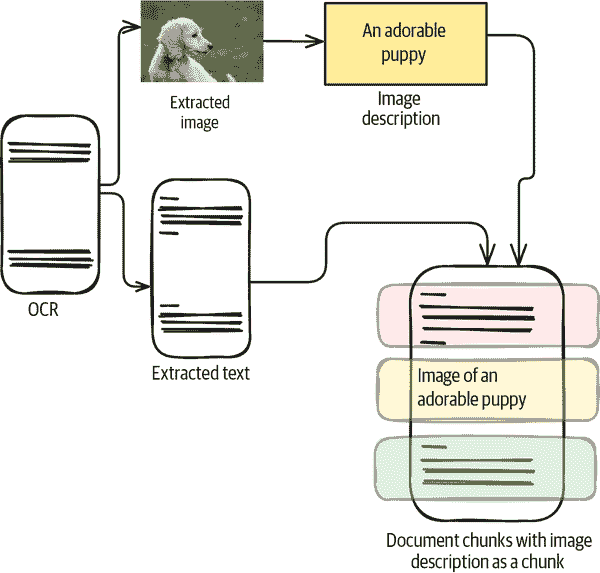 An adorable
puppy
Extracted
image
Image
description
OCR
Extracted text
Image of an
adorable puppy
Document chunks with image
description as a chunk